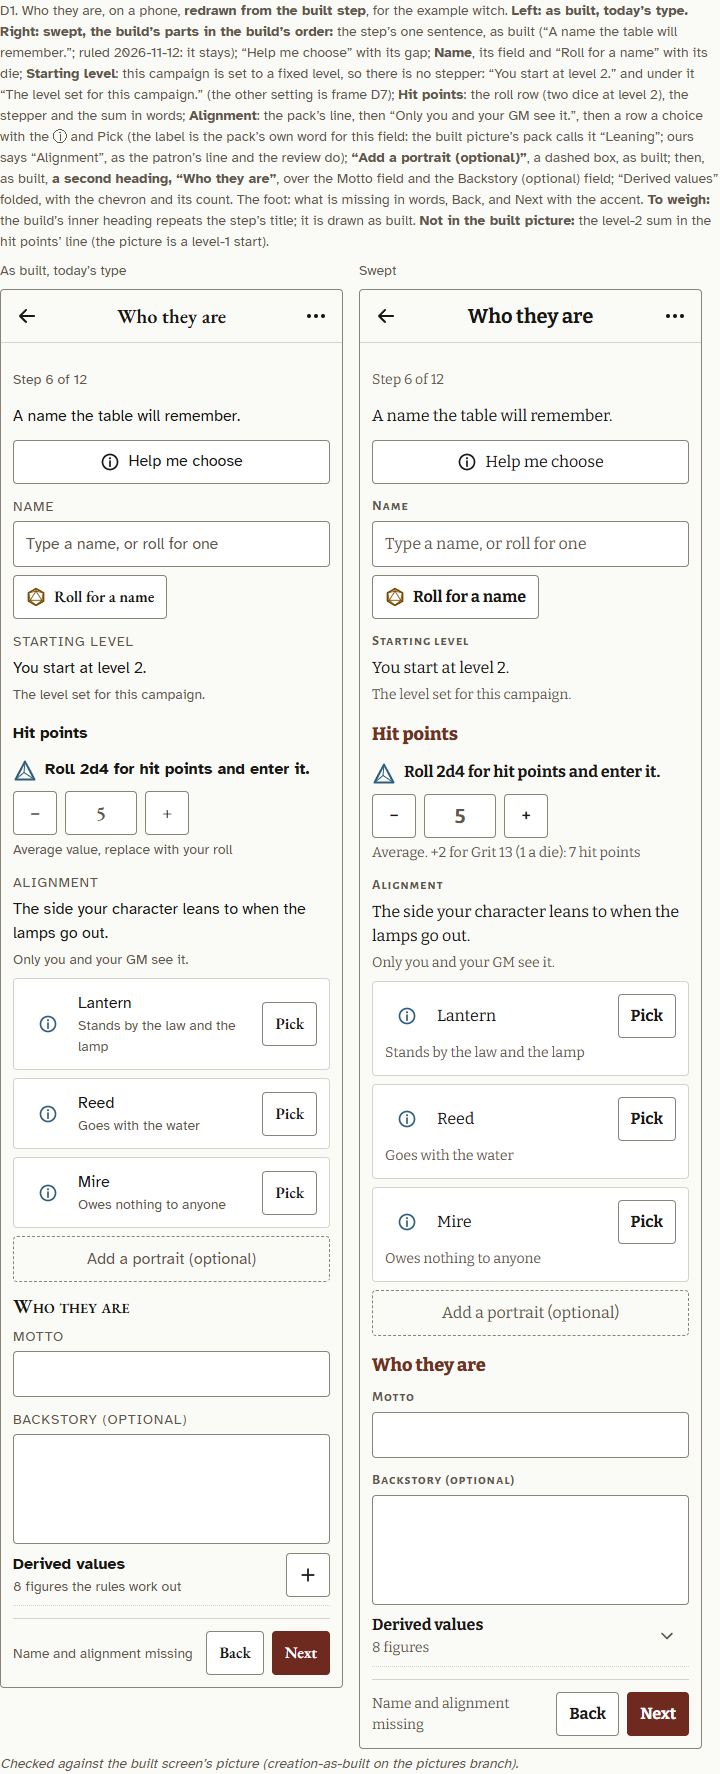 D1. Who they are, on a phone, redrawn from the built step, for the example witch. Left: as built, today's type.
Right: swept, the build's parts in the build's order: the step's one sentence, as built (“A name the table will
remember.”; ruled 2026-11-12: it stays); “Help me choose” with its gap; Name, its field and “Roll for a name” with its
die; Starting level: this campaign is set to a fixed level, so there is no stepper: “You start at level 2.” and under it
“The level set for this campaign.” (the other setting is frame D7); Hit points: the roll row (two dice at level 2), the
stepper and the sum in words; Alignment: the pack's line, then “Only you and your GM see it.”, then a row a choice
with the ⓘ and Pick (the label is the pack's own word for this field: the built picture's pack calls it “Leaning”; ours
says “Alignment”, as the patron's line and the review do); “Add a portrait (optional)”, a dashed box, as built; then,
as built, a second heading, “Who they are”, over the Motto field and the Backstory (optional) field; “Derived values”
folded, with the chevron and its count. The foot: what is missing in words, Back, and Next with the accent. To weigh:
the build's inner heading repeats the step's title; it is drawn as built. Not in the built picture: the level-2 sum in the
hit points' line (the picture is a level-1 start).
As built, today's type
Who they are
Step 6 of 12
A name the table will remember.
Help me choose
NAME
Type a name, or roll for one
Roll for a name
STARTING LEVEL
You start at level 2.
The level set for this campaign.
Hit points
Roll 2d4 for hit points and enter it.
− 5 +
Average value, replace with your roll
ALIGNMENT
The side your character leans to when the
lamps go out.
Only you and your GM see it.
Lantern
Stands by the law and the
lamp
Pick
Reed
Goes with the water
Pick
Mire
Owes nothing to anyone
Pick
Add a portrait (optional)
WHO THEY ARE
MOTTO
BACKSTORY (OPTIONAL)
Derived values
8 figures the rules work out
+
Name and alignment missing
Back
Next
Swept
Who they are
Step 6 of 12
A name the table will remember.
Help me choose
NAME
Type a name, or roll for one
Roll for a name
STARTING LEVEL
You start at level 2.
The level set for this campaign.
Hit points
Roll 2d4 for hit points and enter it.
− 5 +
Average. +2 for Grit 13 (1 a die): 7 hit points
ALIGNMENT
The side your character leans to when the
lamps go out.
Only you and your GM see it.
Lantern
Pick
Stands by the law and the lamp
Reed
Pick
Goes with the water
Mire
Pick
Owes nothing to anyone
Add a portrait (optional)
Who they are
MOTTO
BACKSTORY (OPTIONAL)
Derived values
8 figures
Name and alignment
missing
Back
Next
Checked against the built screen's picture (creation-as-built on the pictures branch).